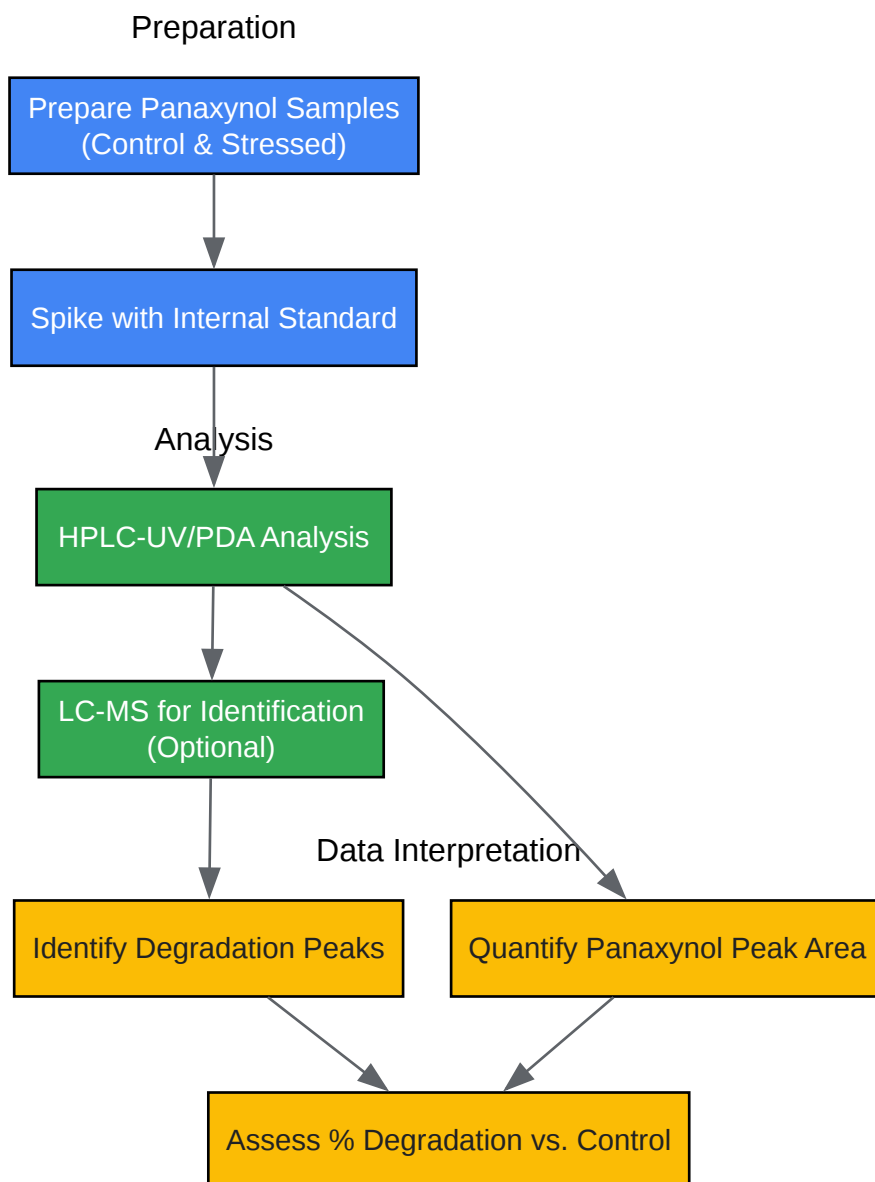 Preparation
Prepare Panaxynol Samples
(Control & Stressed)
Spike with Internal Standard
Analysis
HPLC-UV/PDA Analysis
LC-MS for Identification
(Optional)
Data Interpretation
Identify Degradation Peaks
Quantify Panaxynol Peak Area
Assess % Degradation vs. Control